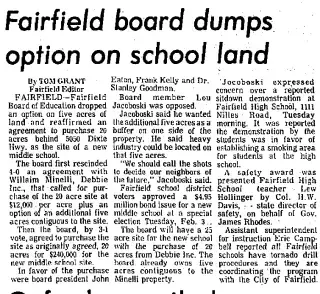 Fairfield board dumps
option on school land
By TOM GRANT
Fairfield Editor
FAIRFIELD—Fairfield
Board of Education dropped
an option on five acres of
land and reaffirmed an
agreement to purchase 20
acres behind 5050 Dixie
Hwy. as the site of a new
middle school.
The board first rescinded
4-0 an agreement with
William Minelli, Debbie
Inc., that called for pur-
chase of the 20 acre site at
$12,000 per acre plus an
option of an additional five
acres contiguous to the site.
Then the board, by 3-1
vote, agreed to purchase the
site as originally agreed, 20
acres for $240,000 for the
new middle school site.
In favor of the purchase
were board president John
Eaton, Frank Kelly and Dr.
Stanley Goodman.
Board member Lou
Jacboski was opposed.
Jacboski said he wanted
the additional five acres as a
buffer on one side of the
property. He said heavy
industry could be located on
that five acres.
"We should call the shots
to decide our neighbors of
the future," Jacboski said.
Fairfield school district
voters approved a $4.95
million bond issue for a new
middle school at a special
election Tuesday, Feb. 3.
The board will have a 25
acre site for the new school
with the purchase of 20
acres from Debbie Inc. The
board already owns five
acres contiguous to the
Minelli property.
Jacboski expressed
concern over a reported
sitdown demonstration at
Fairfield High School, 1111
Nilles Road, Tuesday
morning. It was reported
the demonstration by the
students was in favor of
establishing a smoking area
for students at the high
school.
A safety award was
presented Fairfield High
School teacher Lew
Hollinger by Col. H.W.
Davis, state director of
safety, on behalf of Gov.
James Rhodes.
Assistant superintendent
for instruction Eric Camp-
bell reported all Fairfield
schools have tornado drill
procedures and they are
coordinating the program
with the City of Fairfield.